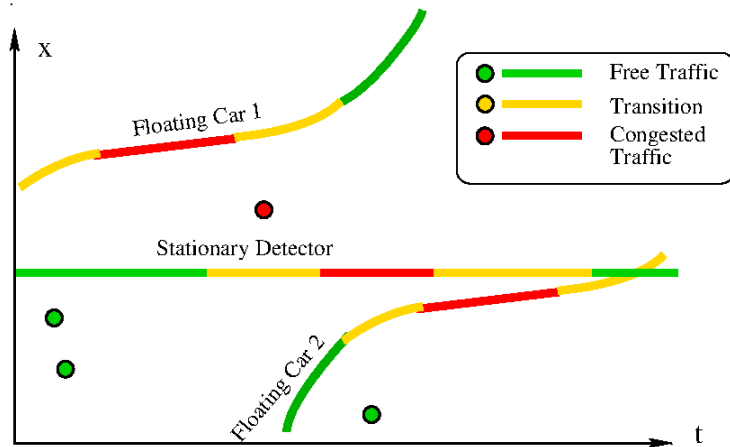 x
Free Traffic
Transition
Congested
Traffic
Floating Car 1
Stationary Detector
Floating Car 2
t